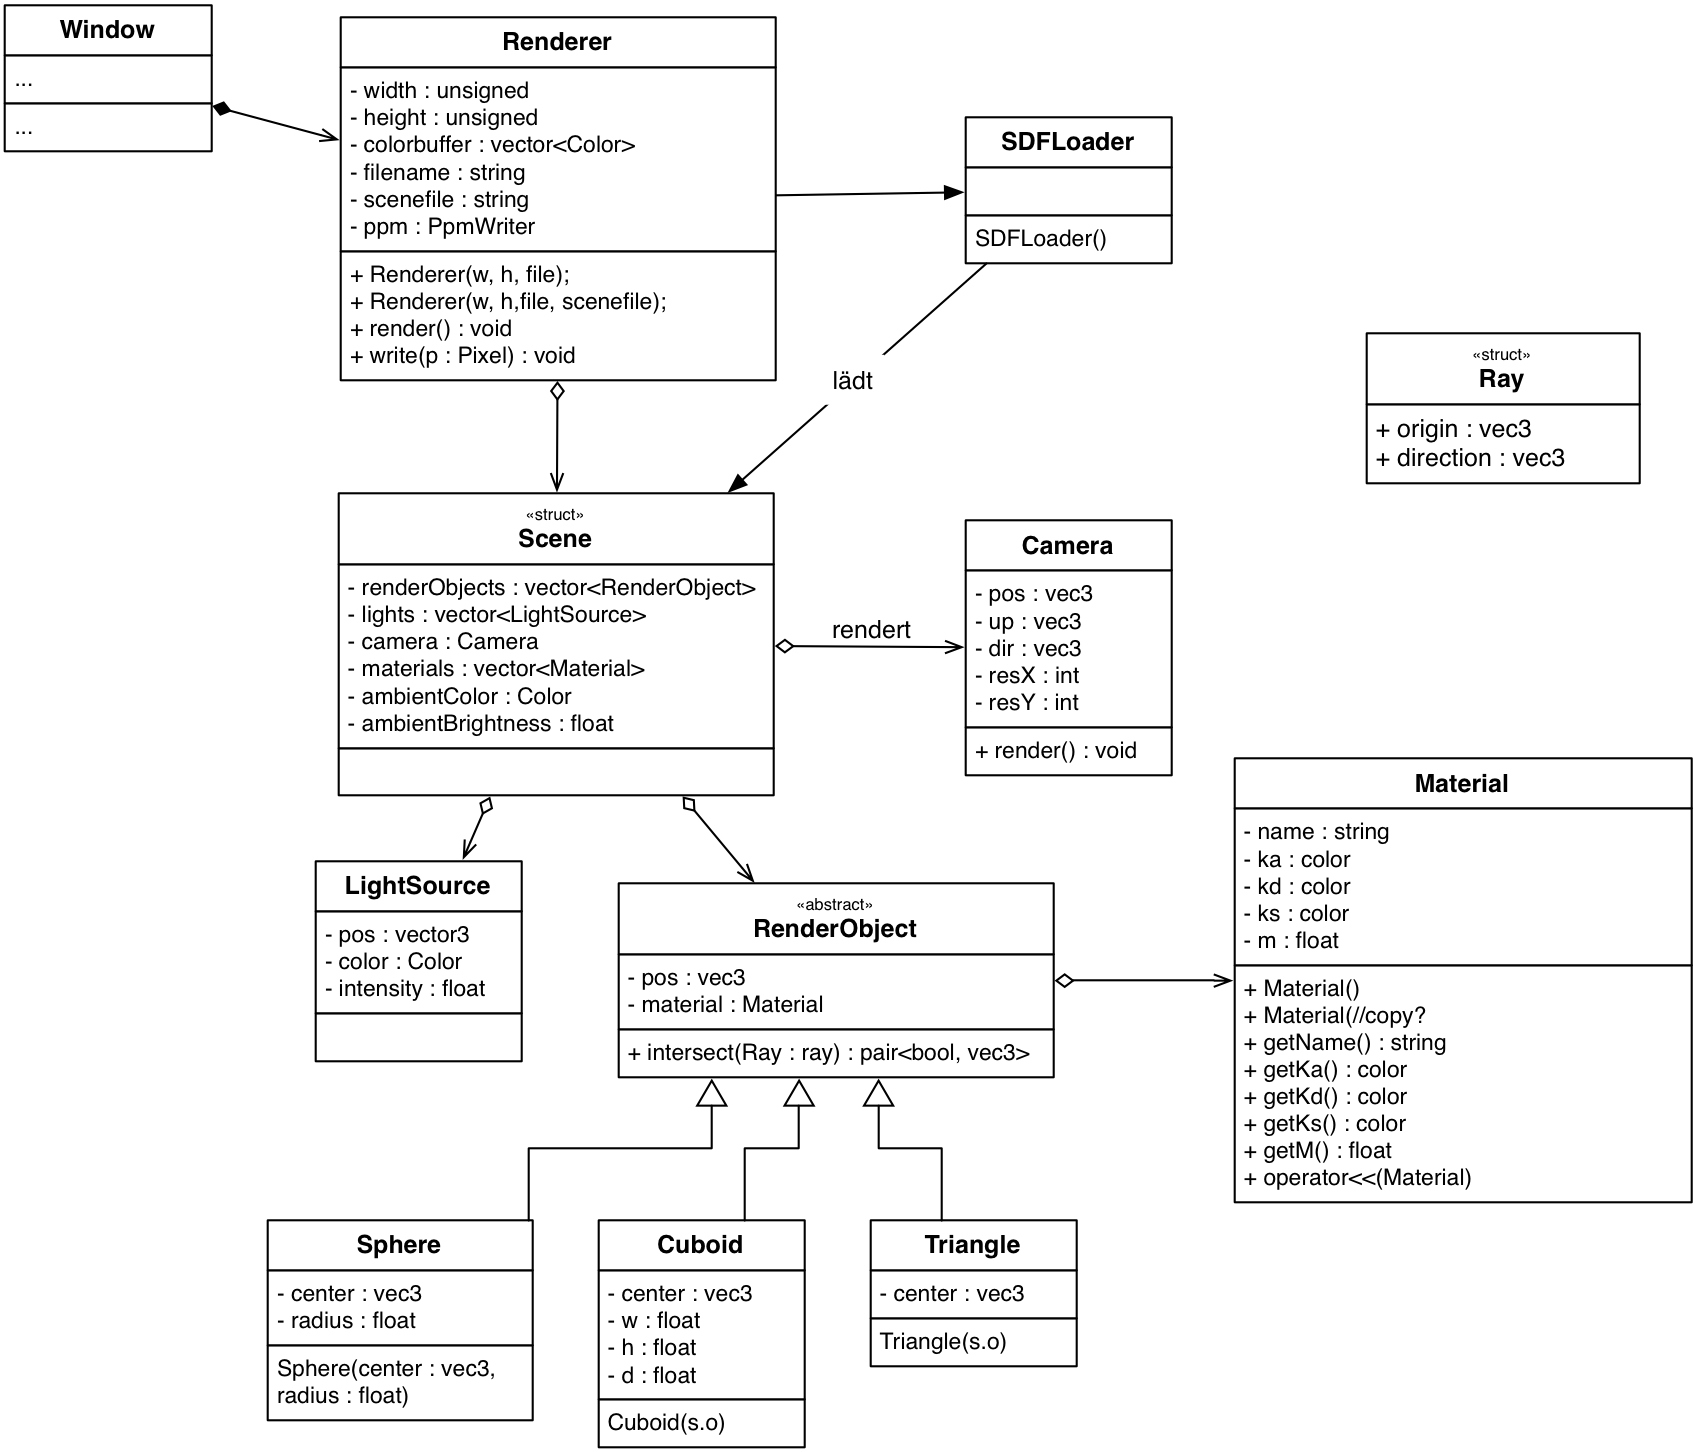 Window
...
...
Renderer
- width : unsigned
- height : unsigned
- colorbuffer : vector<Color>
- filename : string
- scenefile : string
- ppm : PpmWriter
+ Renderer(w, h, file);
+ Renderer(w, h,file, scenefile);
+ render() : void
+ write(p : Pixel) : void
SDFLoader
SDFLoader()
lädt
«struct»
Ray
+ origin : vec3
+ direction : vec3
«struct»
Scene
- renderObjects : vector<RenderObject>
- lights : vector<LightSource>
- camera : Camera
- materials : vector<Material>
- ambientColor : Color
- ambientBrightness : float
rendert
Camera
- pos : vec3
- up : vec3
- dir : vec3
- resX : int
- resY : int
+ render() : void
LightSource
- pos : vector3
- color : Color
- intensity : float
«abstract»
RenderObject
- pos : vec3
- material : Material
+ intersect(Ray : ray) : pair<bool, vec3>
Material
- name : string
- ka : color
- kd : color
- ks : color
- m : float
+ Material()
+ Material(//copy?
+ getName() : string
+ getKa() : color
+ getKd() : color
+ getKs() : color
+ getM() : float
+ operator<<(Material)
Sphere
- center : vec3
- radius : float
Sphere(center : vec3,
radius : float)
Cuboid
- center : vec3
- w : float
- h : float
- d : float
Cuboid(s.o)
Triangle
- center : vec3
Triangle(s.o)